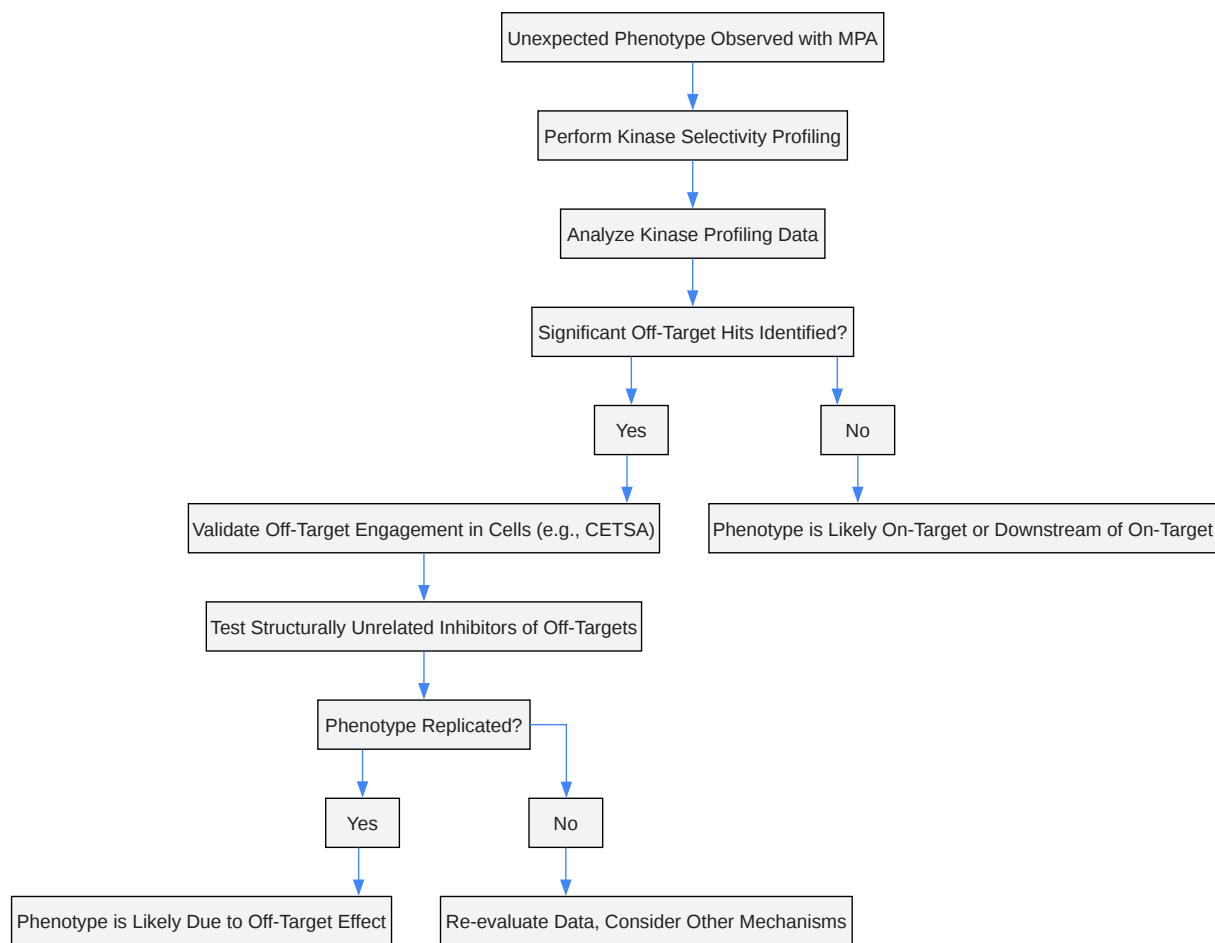 Unexpected Phenotype Observed with MPA
Perform Kinase Selectivity Profiling
Analyze Kinase Profiling Data
Significant Off-Target Hits Identified?
Yes
No
Validate Off-Target Engagement in Cells (e.g., CETSA)
Phenotype is Likely On-Target or Downstream of On-Target
Test Structurally Unrelated Inhibitors of Off-Targets
Phenotype Replicated?
Yes
No
Phenotype is Likely Due to Off-Target Effect
Re-evaluate Data, Consider Other Mechanisms